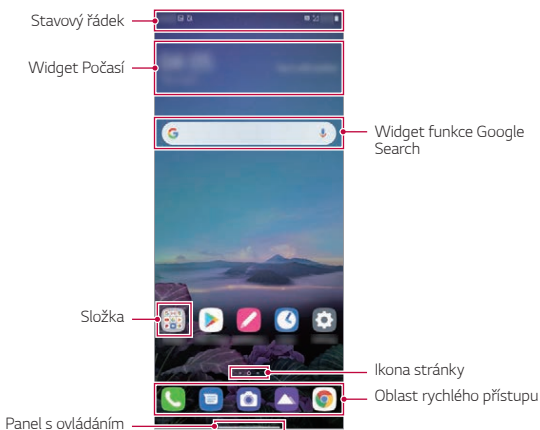 Stavový řádek
Widget Počasí
Widget funkce Google
Search
Složka
Ikona stránky
Oblast rychlého přístupu
Panel s ovládáním